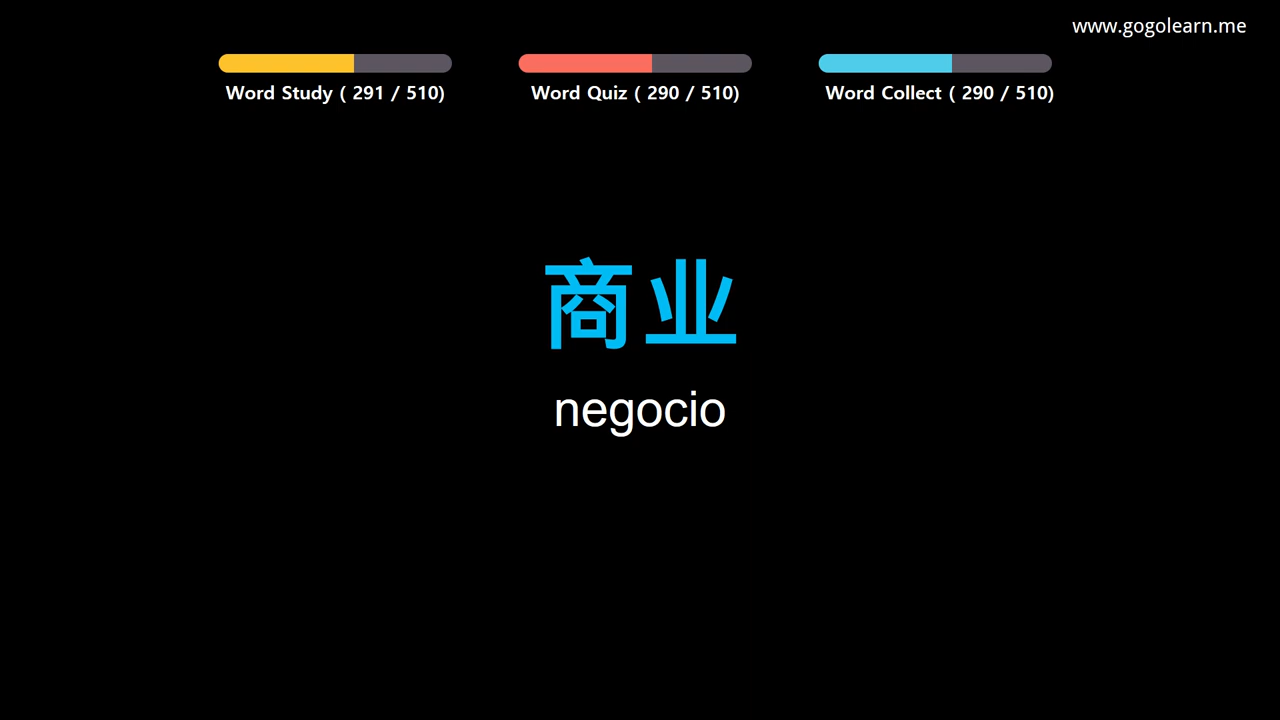 www.gogolearn.me
Word Study ( 291 / 510)
Word Quiz ( 290 / 510)
Word Collect ( 290 / 510)
商业
negocio